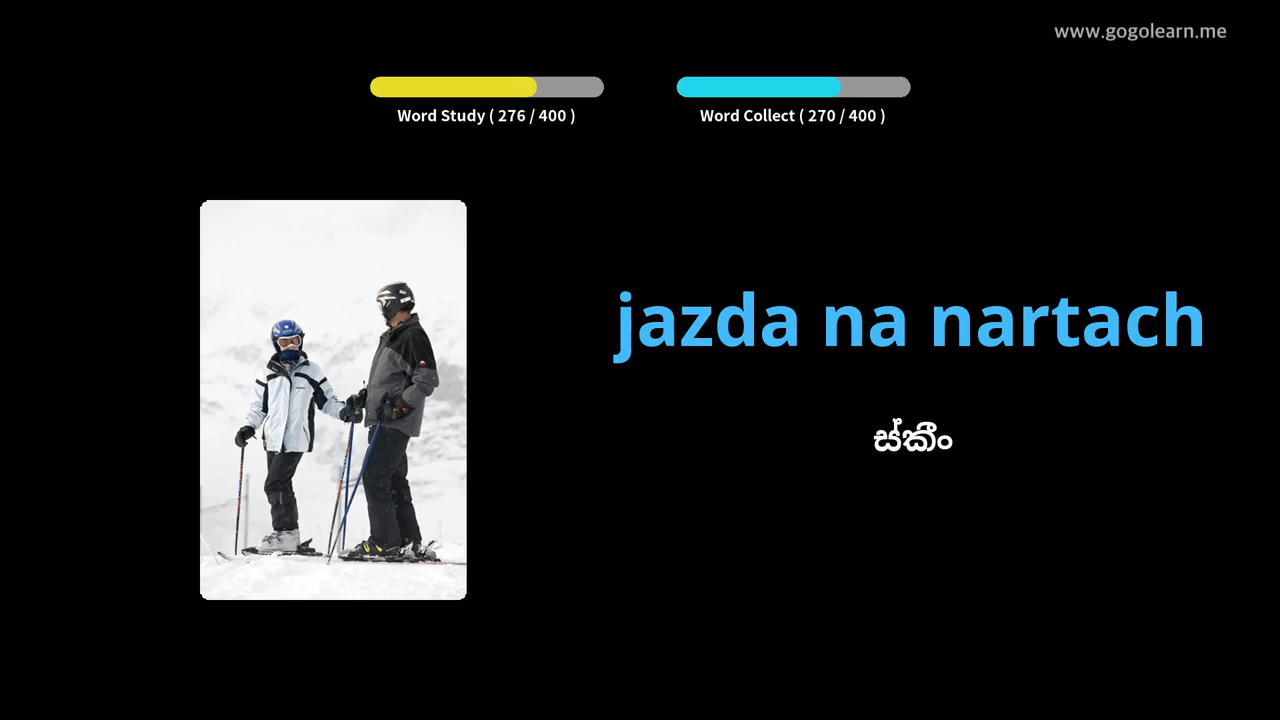 www.gogolearn.me
Word Study ( 276 / 400 )
Word Collect ( 270 / 400 )
jazda na nartach
ස්කීං